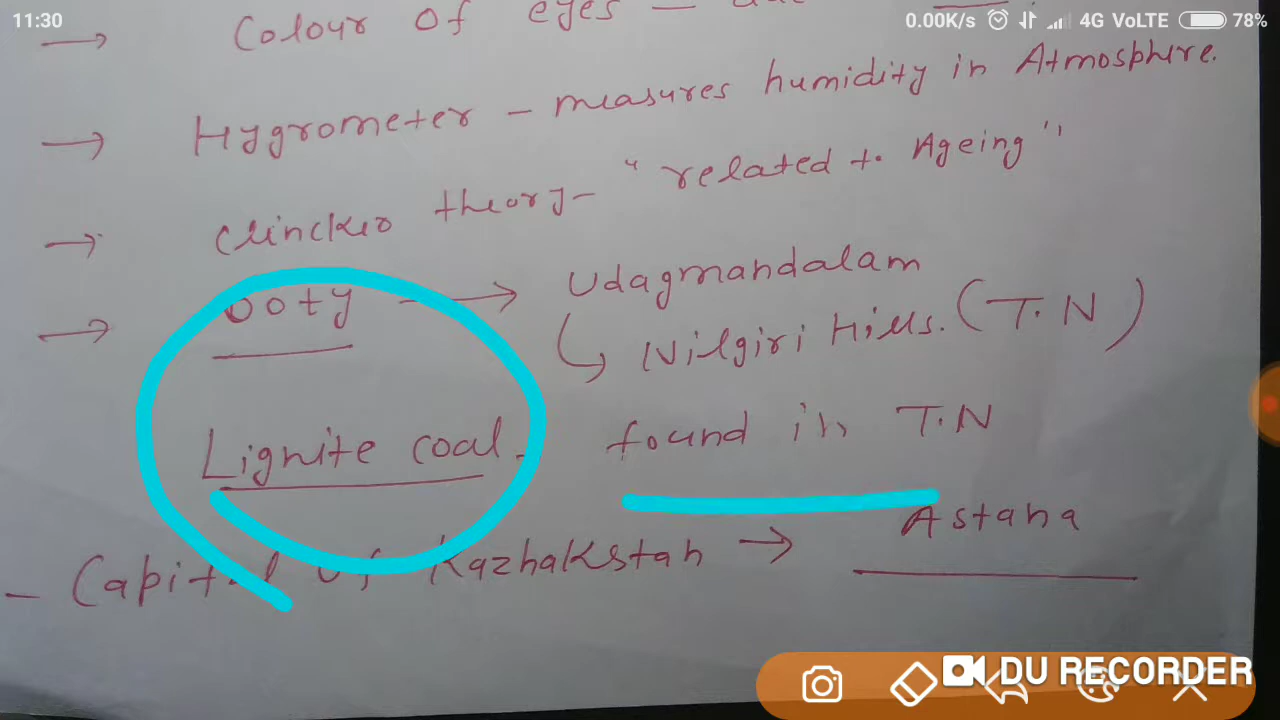 11:30 0.00K/s 4G VoLTE 78%
→ Colour Of eyes –
→ Hygrometer – measures humidity in Atmosphire.
→ theory – "related to Ageing"
→ Ooty → Udagmandalam
↳ Nilgiri Hills. (T.N)
Lignite coal. found in T.N
– Capital of Kazhakstan → Astana
DU RECORDER